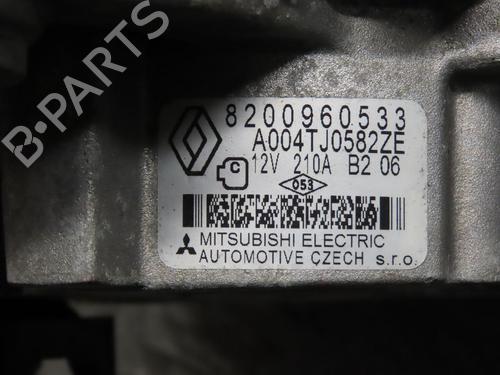 B-PARTS
8200960533
A004TJ0582ZE
C 12V 210A B2 06
053
MITSUBISHI ELECTRIC
AUTOMOTIVE CZECH s.r.o.